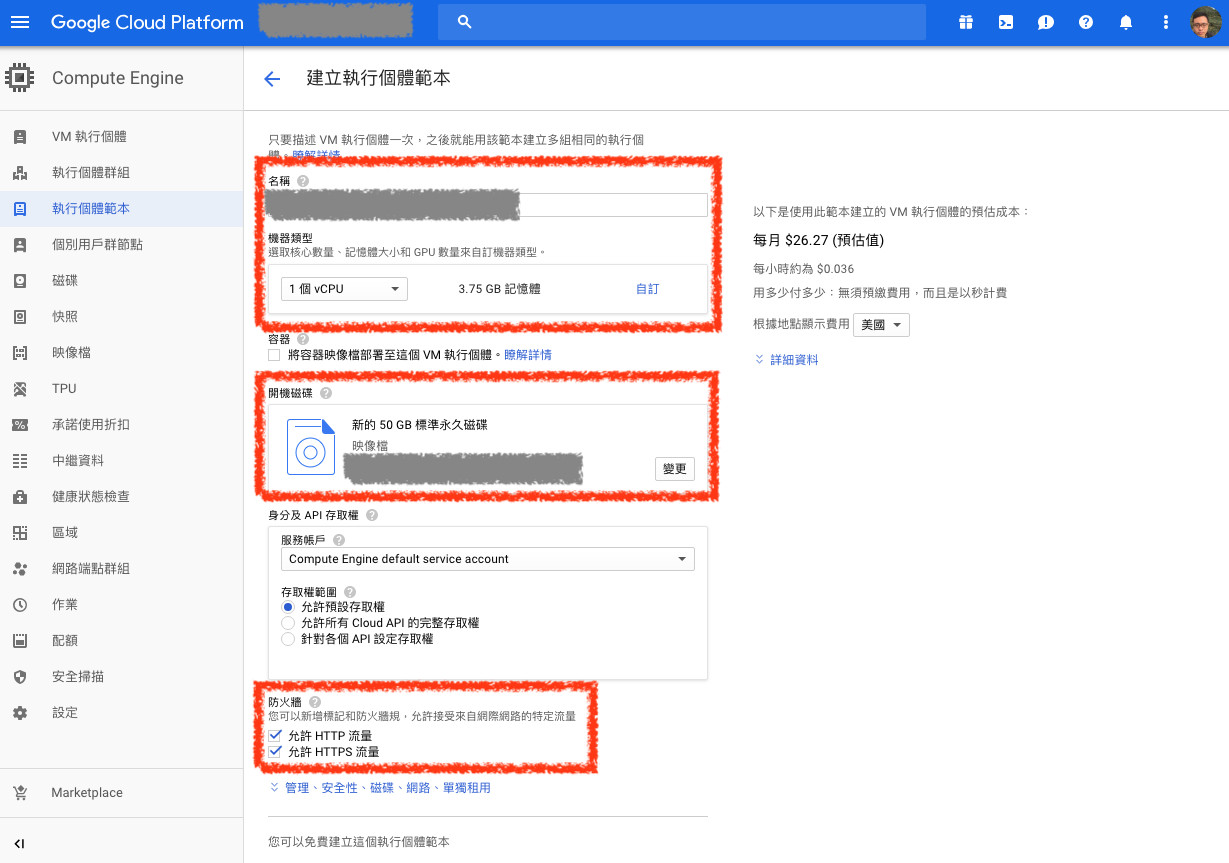 Google Cloud Platform
Compute Engine
VM 執行個體
執行個體群組
執行個體範本
個別用戶群節點
磁碟
快照
映像檔
TPU
承諾使用折扣
中繼資料
健康狀態檢查
區域
網路端點群組
作業
配額
安全掃描
設定
Marketplace
建立執行個體範本
只要描述 VM 執行個體一次，之後就能用該範本建立多組相同的執行個
體。瞭解詳情
名稱
機器類型
選取核心數量、記憶體大小和 GPU 數量來自訂機器類型。
1 個 vCPU
3.75 GB 記憶體
自訂
容器
將容器映像檔部署至這個 VM 執行個體。瞭解詳情
開機磁碟
新的 50 GB 標準永久磁碟
映像檔
變更
身分及 API 存取權
服務帳戶
Compute Engine default service account
存取權範圍
允許預設存取權
允許所有 Cloud API 的完整存取權
針對各個 API 設定存取權
防火牆
您可以新增標記和防火牆規，允許接受來自網際網路的特定流量
允許 HTTP 流量
允許 HTTPS 流量
管理、安全性、磁碟、網路、單獨租用
您可以免費建立這個執行個體範本
以下是使用此範本建立的 VM 執行個體的預估成本：
每月 $26.27 (預估值)
每小時約為 $0.036
用多少付多少：無須預繳費用，而且是以秒計費
根據地點顯示費用 美國
詳細資料